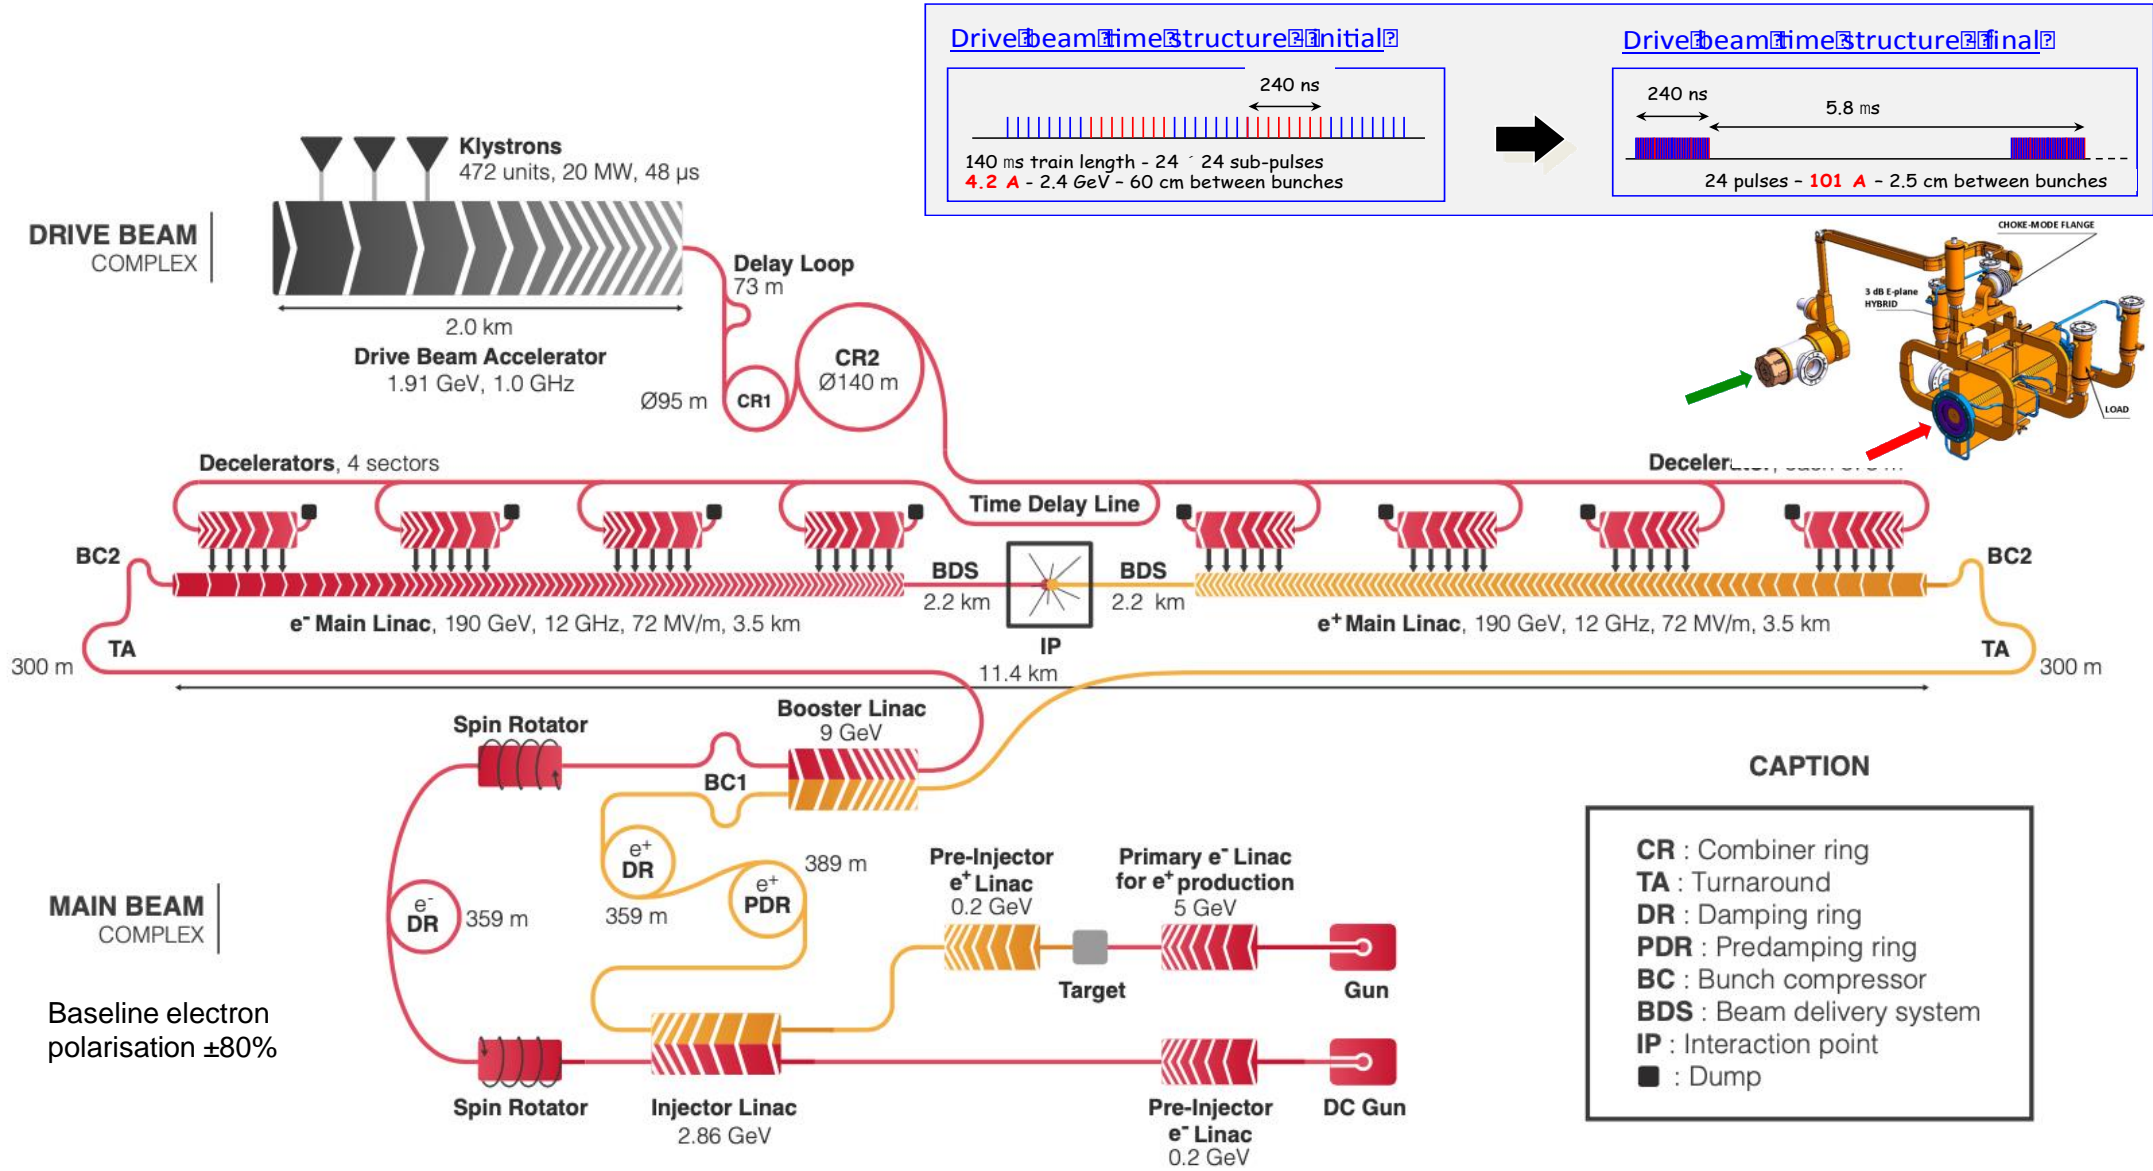 Drive beam time structure - initial
240 ns
140 ms train length - 24 ´ 24 sub-pulses
4.2 A - 2.4 GeV – 60 cm between bunches
Drive beam time structure - final
240 ns
5.8 ms
24 pulses – 101 A – 2.5 cm between bunches
CHOKE-MODE FLANGE
3 dB E-plane
HYBRID
LOAD
Klystrons
472 units, 20 MW, 48 µs
DRIVE BEAM
COMPLEX
2.0 km
Drive Beam Accelerator
1.91 GeV, 1.0 GHz
Delay Loop
73 m
CR2
Ø140 m
Ø95 m
CR1
Decelerators, 4 sectors
Time Delay Line
BC2
BDS
2.2 km
BDS
2.2 km
BC2
e⁻ Main Linac, 190 GeV, 12 GHz, 72 MV/m, 3.5 km
IP
e⁺ Main Linac, 190 GeV, 12 GHz, 72 MV/m, 3.5 km
TA
300 m
11.4 km
TA
300 m
Spin Rotator
Booster Linac
9 GeV
BC1
MAIN BEAM
COMPLEX
e⁻
DR
359 m
e⁺
DR
359 m
e⁺
PDR
389 m
Pre-Injector
e⁺ Linac
0.2 GeV
Primary e⁻ Linac
for e⁺ production
5 GeV
Target
Gun
Baseline electron
polarisation ±80%
Spin Rotator
Injector Linac
2.86 GeV
Pre-Injector
e⁻ Linac
0.2 GeV
DC Gun
CAPTION
CR : Combiner ring
TA : Turnaround
DR : Damping ring
PDR : Predamping ring
BC : Bunch compressor
BDS : Beam delivery system
IP : Interaction point
: Dump